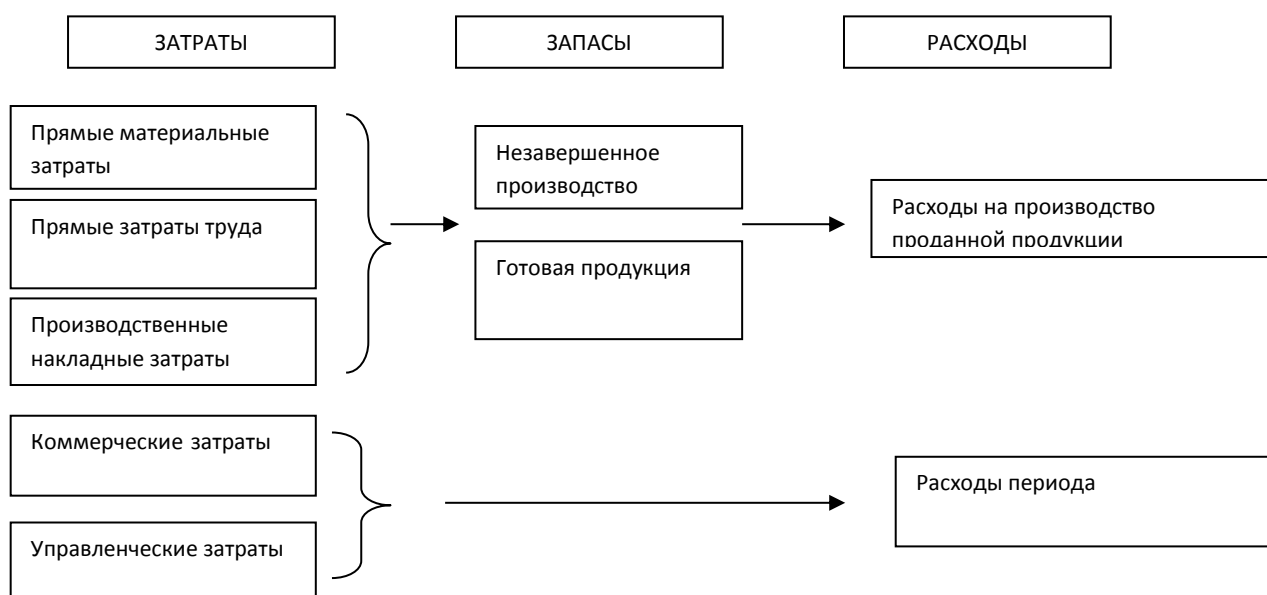 ЗАТРАТЫ
ЗАПАСЫ
РАСХОДЫ
Прямые материальные
затраты
Прямые затраты труда
Производственные
накладные затраты
Незавершенное
производство
Готовая продукция
Расходы на производство
проданной продукции
Коммерческие затраты
Управленческие затраты
Расходы периода